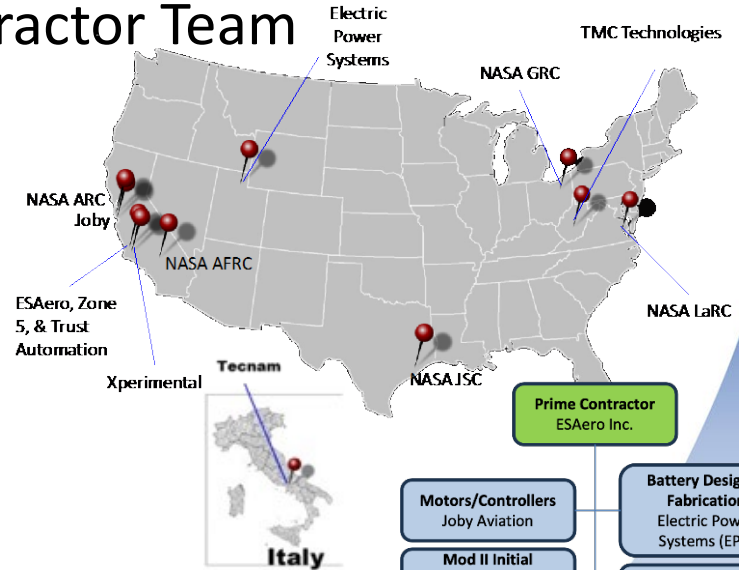 ractor Team
Electric
Power
Systems
TMC Technologies
NASA GRC
NASA ARC
Joby
NASA AFRC
ESAero, Zone
5, & Trust
Automation
NASA LaRC
Xperimental
NASA JSC
Tecnam
Italy
Prime Contractor
ESAero Inc.
Motors/Controllers
Joby Aviation
Battery Desig
Fabrication
Electric Pow
Systems (EP
Mod II Initial